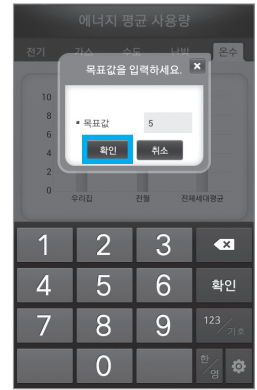 에너지 평균 사용량
전기 가스 수도 난방 온수
목표값을 입력하세요.
▪ 목표값 5
확인 취소
10
8
6
4
2
0
우리집 전월 전체세대평균
1 2 3
4 5 6 확인
7 8 9 123/기호
0 한/영